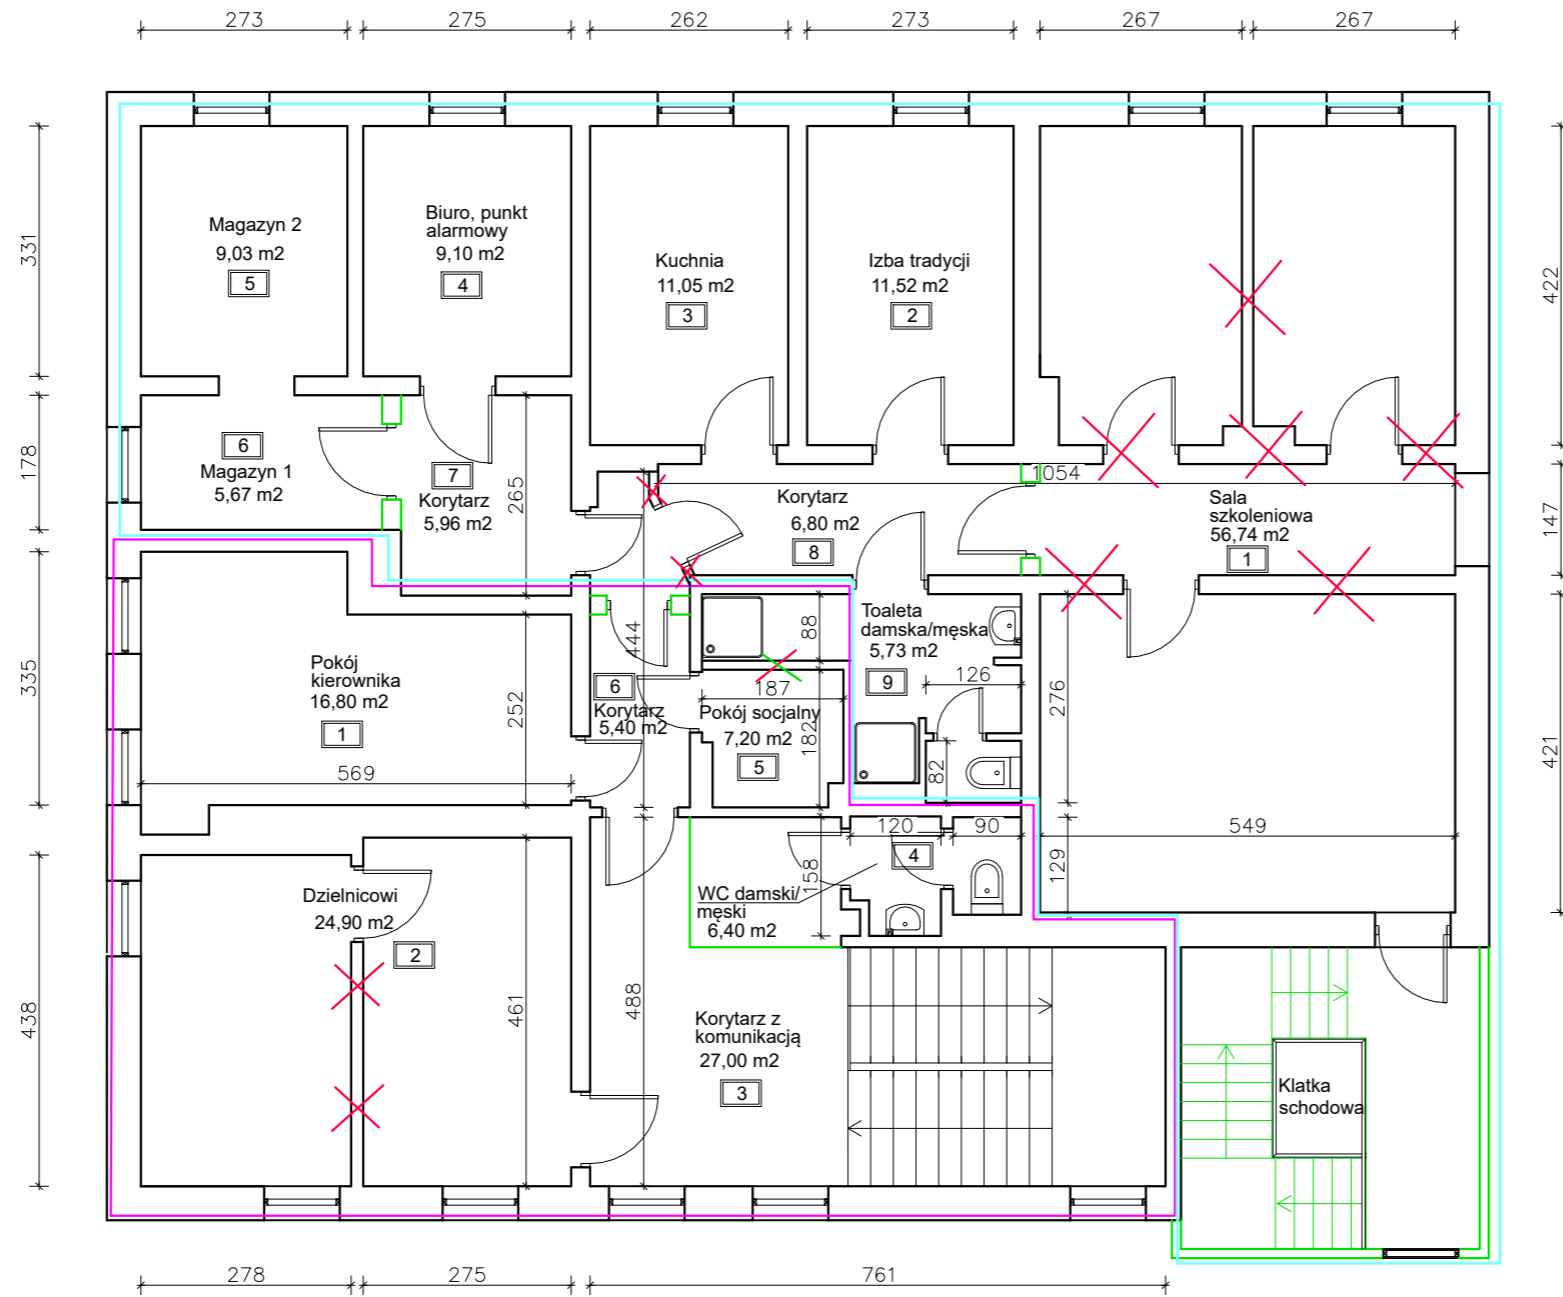 273
275
262
273
267
267
331
178
335
438
422
147
421
Magazyn 2
9,03 m2
5
Biuro, punkt
alarmowy
9,10 m2
4
Kuchnia
11,05 m2
3
Izba tradycji
11,52 m2
2
6
Magazyn 1
5,67 m2
7
Korytarz
5,96 m2
265
Korytarz
6,80 m2
8
1054
Sala
szkoleniowa
56,74 m2
1
Pokój
kierownika
16,80 m2
1
569
252
444
6
Korytarz
5,40 m2
88
187
Pokój socjalny
7,20 m2
182
5
Toaleta
damska/męska
5,73 m2
9
126
82
276
549
129
Dzielnicowi
24,90 m2
2
461
488
120
90
4
158
WC damski/
męski
6,40 m2
Korytarz z
komunikacją
27,00 m2
3
Klatka
schodowa
278
275
761